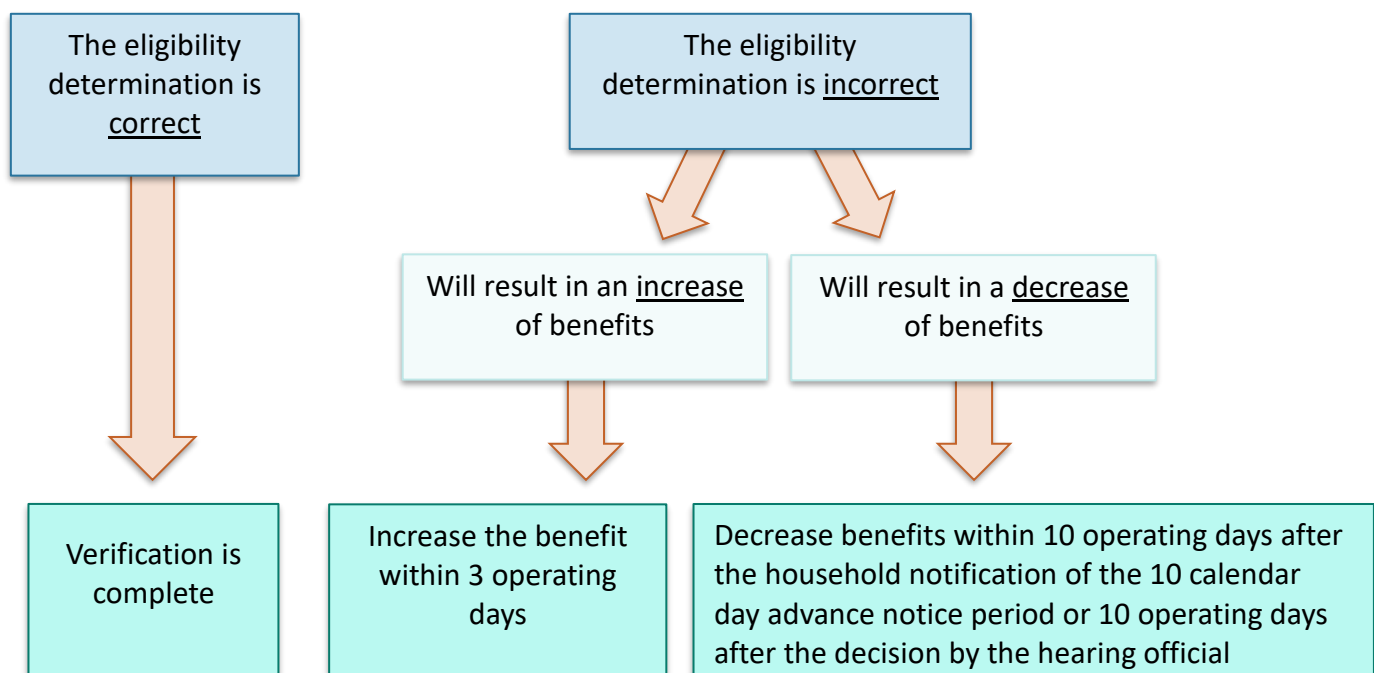 The eligibility
determination is
correct
The eligibility
determination is incorrect
Will result in an increase
of benefits
Will result in a decrease
of benefits
Verification is
complete
Increase the benefit
within 3 operating
days
Decrease benefits within 10 operating days after
the household notification of the 10 calendar
day advance notice period or 10 operating days
after the decision by the hearing official